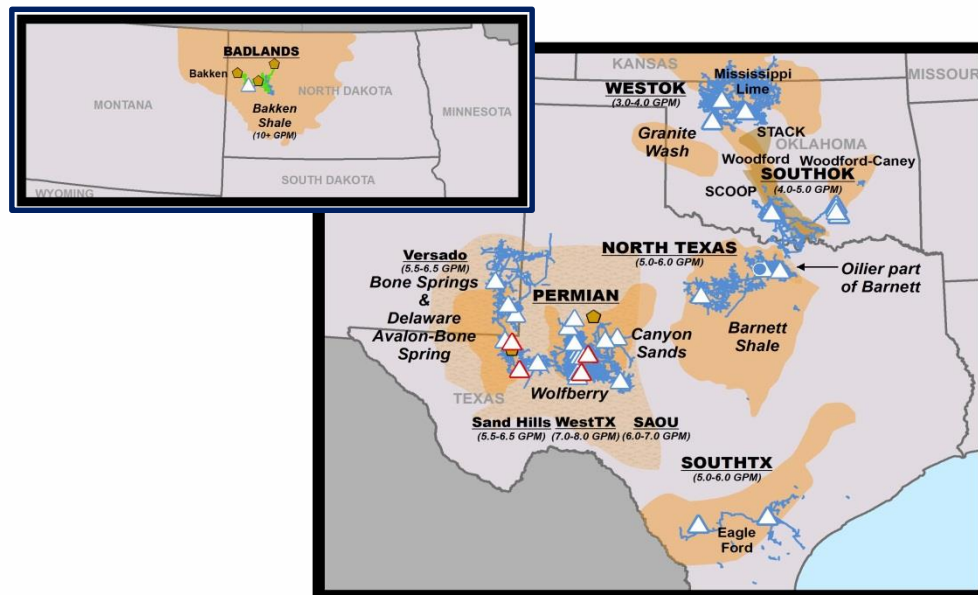 BADLANDS
Bakken
MONTANA
NORTH DAKOTA
Bakken
Shale
(10+ GPM)
MINNESOTA
SOUTH DAKOTA
WYOMING
KANSAS
MISSOUR
WESTOK
(3.0-4.0 GPM)
Mississippi
Lime
Granite
Wash
STACK
OKLAHOMA
Woodford
Woodford-Caney
SOUTHOK
(4.0-5.0 GPM)
SCOOP
Versado
(5.5-6.5 GPM)
Bone Springs
&
Delaware
Avalon-Bone
Spring
NORTH TEXAS
(5.0-6.0 GPM)
Oilier part
of Barnett
PERMIAN
Canyon
Sands
Barnett
Shale
Wolfberry
TEXAS
Sand Hills
(5.5-6.5 GPM)
WestTX
(7.0-8.0 GPM)
SAOU
(6.0-7.0 GPM)
SOUTHTX
(5.0-6.0 GPM)
Eagle
Ford